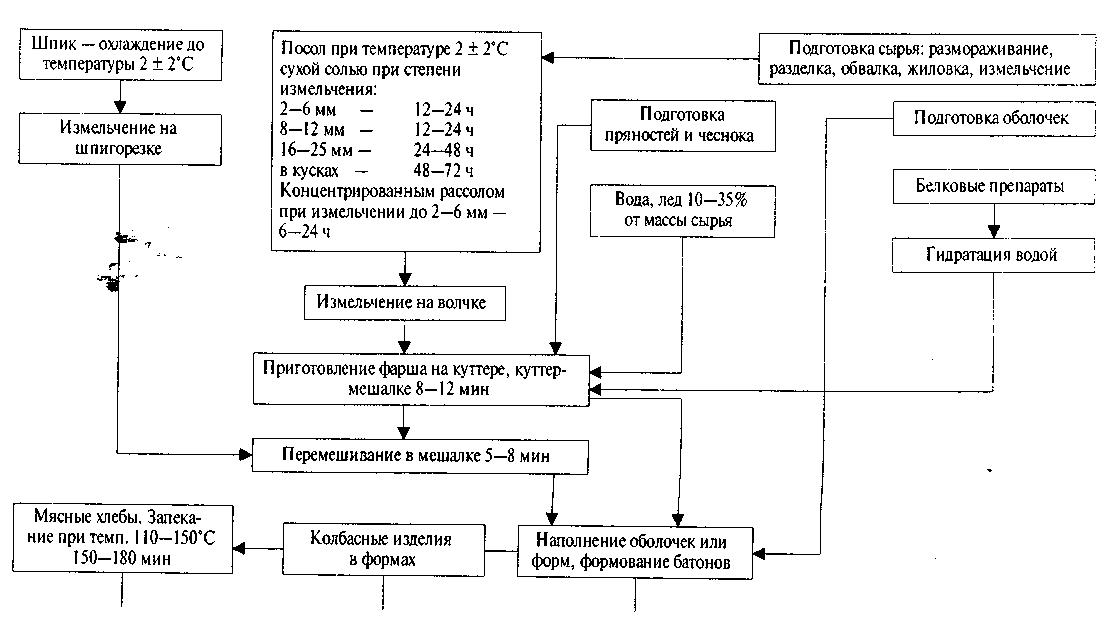 Шпик — охлаждение до
температуры 2 ± 2°С
Измельчение на
шпигорезке
Посол при температуре 2 ± 2°С
сухой солью при степени
измельчения:
2—6 мм — 12—24 ч
8—12 мм — 12—24 ч
16—25 мм — 24—48 ч
в кусках — 48—72 ч
Концентрированным рассолом
при измельчении до 2—6 мм —
6—24 ч
Подготовка сырья: размораживание,
разделка, обвалка, жиловка, измельчение
Подготовка
пряностей и чеснока
Подготовка оболочек
Вода, лед 10—35%
от массы сырья
Белковые препараты
Гидратация водой
Измельчение на волчке
Приготовление фарша на куттере, куттер-
мешалке 8—12 мин
Перемешивание в мешалке 5—8 мин
Мясные хлебы. Запека-
ние при темп. 110—150°С
150—180 мин
Колбасные изделия
в формах
Наполнение оболочек или
форм, формование батонов